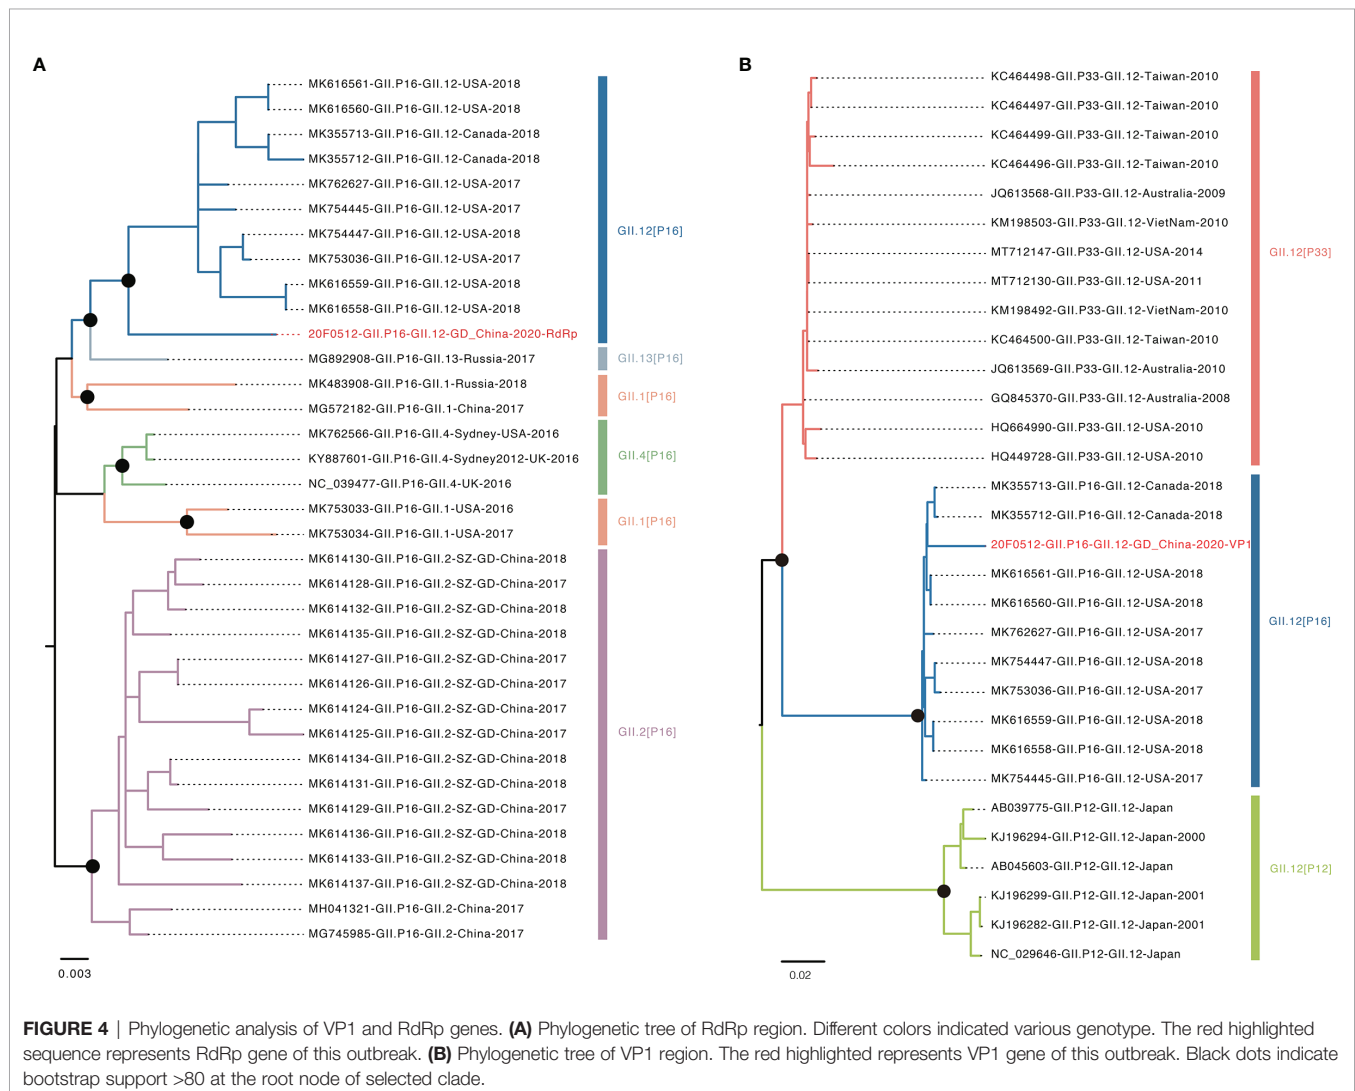 A
MK616561-GII.P16-GII.12-USA-2018
MK616560-GII.P16-GII.12-USA-2018
MK355713-GII.P16-GII.12-Canada-2018
MK355712-GII.P16-GII.12-Canada-2018
MK762627-GII.P16-GII.12-USA-2017
MK754445-GII.P16-GII.12-USA-2017
MK754447-GII.P16-GII.12-USA-2018
MK753036-GII.P16-GII.12-USA-2017
MK616559-GII.P16-GII.12-USA-2018
MK616558-GII.P16-GII.12-USA-2018
20F0512-GII.P16-GII.12-GD_China-2020-RdRp
MG892908-GII.P16-GII.13-Russia-2017
MK483908-GII.P16-GII.1-Russia-2018
MG572182-GII.P16-GII.1-China-2017
MK762566-GII.P16-GII.4-Sydney-USA-2016
KY887601-GII.P16-GII.4-Sydney2012-UK-2016
NC_039477-GII.P16-GII.4-UK-2016
MK753033-GII.P16-GII.1-USA-2016
MK753034-GII.P16-GII.1-USA-2017
MK614130-GII.P16-GII.2-SZ-GD-China-2018
MK614128-GII.P16-GII.2-SZ-GD-China-2017
MK614132-GII.P16-GII.2-SZ-GD-China-2018
MK614135-GII.P16-GII.2-SZ-GD-China-2018
MK614127-GII.P16-GII.2-SZ-GD-China-2017
MK614126-GII.P16-GII.2-SZ-GD-China-2017
MK614124-GII.P16-GII.2-SZ-GD-China-2017
MK614125-GII.P16-GII.2-SZ-GD-China-2017
MK614134-GII.P16-GII.2-SZ-GD-China-2018
MK614131-GII.P16-GII.2-SZ-GD-China-2018
MK614129-GII.P16-GII.2-SZ-GD-China-2017
MK614136-GII.P16-GII.2-SZ-GD-China-2018
MK614133-GII.P16-GII.2-SZ-GD-China-2018
MK614137-GII.P16-GII.2-SZ-GD-China-2018
MH041321-GII.P16-GII.2-China-2017
MG745985-GII.P16-GII.2-China-2017
GII.12[P16]
GII.13[P16]
GII.1[P16]
GII.4[P16]
GII.1[P16]
GII.2[P16]
0.003
B
KC464498-GII.P33-GII.12-Taiwan-2010
KC464497-GII.P33-GII.12-Taiwan-2010
KC464499-GII.P33-GII.12-Taiwan-2010
KC464496-GII.P33-GII.12-Taiwan-2010
JQ613568-GII.P33-GII.12-Australia-2009
KM198503-GII.P33-GII.12-VietNam-2010
MT712147-GII.P33-GII.12-USA-2014
MT712130-GII.P33-GII.12-USA-2011
KM198492-GII.P33-GII.12-VietNam-2010
KC464500-GII.P33-GII.12-Taiwan-2010
JQ613569-GII.P33-GII.12-Australia-2010
GQ845370-GII.P33-GII.12-Australia-2008
HQ664990-GII.P33-GII.12-USA-2010
HQ449728-GII.P33-GII.12-USA-2010
MK355713-GII.P16-GII.12-Canada-2018
MK355712-GII.P16-GII.12-Canada-2018
20F0512-GII.P16-GII.12-GD_China-2020-VP1
MK616561-GII.P16-GII.12-USA-2018
MK616560-GII.P16-GII.12-USA-2018
MK762627-GII.P16-GII.12-USA-2017
MK754447-GII.P16-GII.12-USA-2018
MK753036-GII.P16-GII.12-USA-2017
MK616559-GII.P16-GII.12-USA-2018
MK616558-GII.P16-GII.12-USA-2018
MK754445-GII.P16-GII.12-USA-2017
AB039775-GII.P12-GII.12-Japan
KJ196294-GII.P12-GII.12-Japan-2000
AB045603-GII.P12-GII.12-Japan
KJ196299-GII.P12-GII.12-Japan-2001
KJ196282-GII.P12-GII.12-Japan-2001
NC_029646-GII.P12-GII.12-Japan
GII.12[P33]
GII.12[P16]
GII.12[P12]
0.02
FIGURE 4 | Phylogenetic analysis of VP1 and RdRp genes. (A) Phylogenetic tree of RdRp region. Different colors indicated various genotype. The red highlighted
sequence represents RdRp gene of this outbreak. (B) Phylogenetic tree of VP1 region. The red highlighted represents VP1 gene of this outbreak. Black dots indicate
bootstrap support >80 at the root node of selected clade.